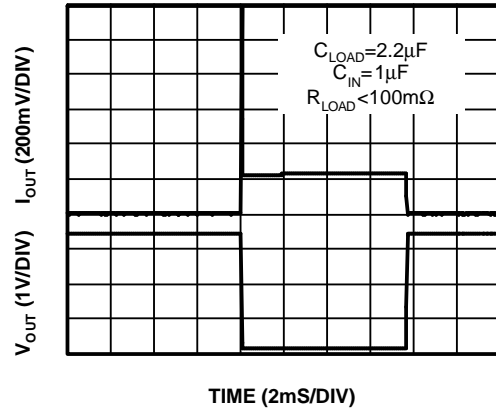 C_LOAD=2.2μF
C_IN=1μF
R_LOAD<100mΩ
I_OUT (200mV/DIV)
V_OUT (1V/DIV)
TIME (2mS/DIV)